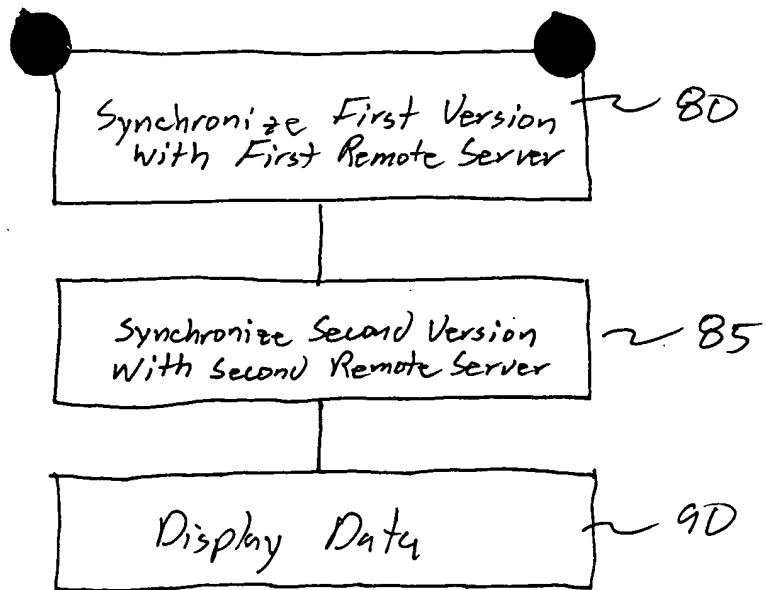 Synchronize First Version
with First Remote Server
80
Synchronize Second Version
With Second Remote Server
85
Display Data
90